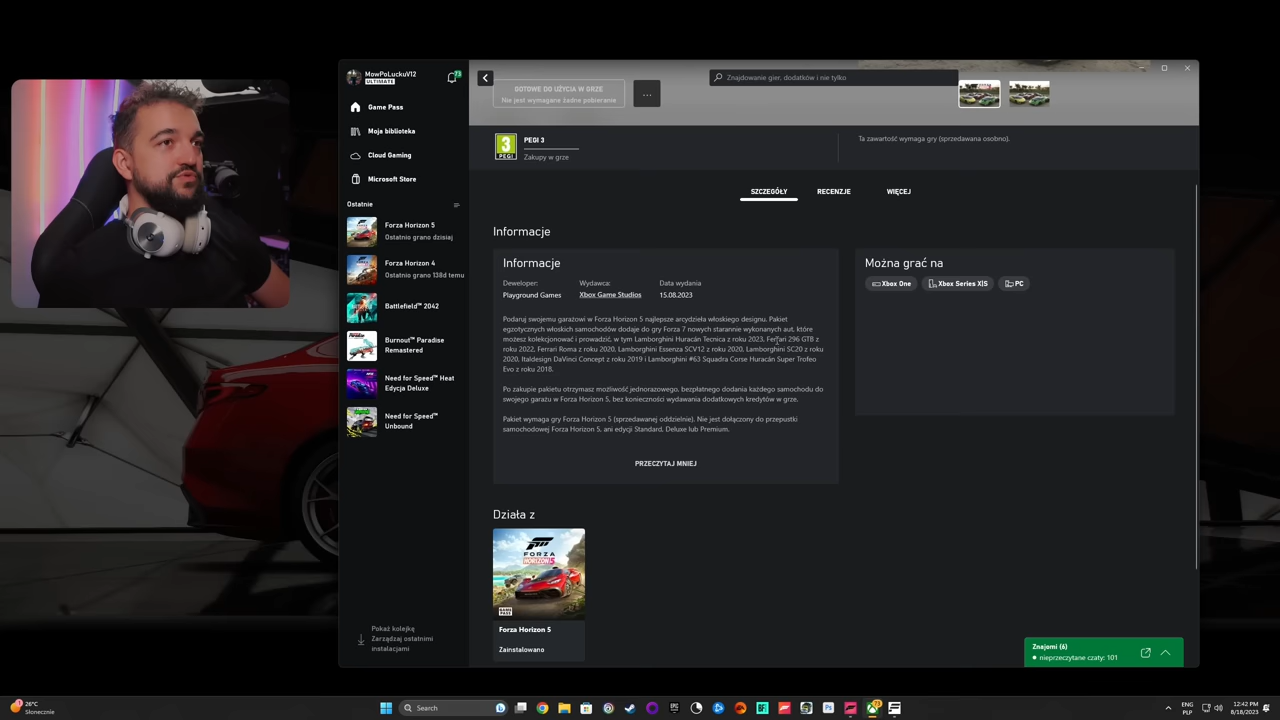 MowPoLuckuVI2
ULTIMATE
73
Game Pass
Moja biblioteka
Cloud Gaming
Microsoft Store
Ostatnie
Forza Horizon 5
Ostatnio grano dzisiaj
Forza Horizon 4
Ostatnio grano 138d temu
Battlefield™ 2042
Burnout™ Paradise
Remastered
Need for Speed™ Heat
Edycja Deluxe
Need for Speed™
Unbound
Pokaż kolejkę
Zarządzaj ostatnimi
instalacjami
Znajdowanie gier, dodatków i nie tylko
GOTOWE DO UŻYCIA W GRZE
Nie jest wymagane żadne pobieranie
...
3
PEGI
PEGI 3
Zakupy w grze
Ta zawartość wymaga gry (sprzedawana osobno).
SZCZEGÓŁY
RECENZJE
WIĘCEJ
Informacje
Informacje
Deweloper:
Wydawca:
Data wydania
Playground Games
Xbox Game Studios
15.08.2023
Podaruj swojemu garażowi w Forza Horizon 5 najlepsze arcydzieła włoskiego designu. Pakiet
egzotycznych włoskich samochodów dodaje do gry Forza 7 nowych starannie wykonanych aut, które
możesz kolekcjonować i prowadzić, w tym Lamborghini Huracán Tecnica z roku 2023, Ferrari 296 GTB z
roku 2022, Ferrari Roma z roku 2020, Lamborghini Essenza SCV12 z roku 2020, Lamborghini SC20 z roku
2020, Italdesign DaVinci Concept z roku 2019 i Lamborghini #63 Squadra Corse Huracán Super Trofeo
Evo z roku 2018.
Po zakupie pakietu otrzymasz możliwość jednorazowego, bezpłatnego dodania każdego samochodu do
swojego garażu w Forza Horizon 5, bez konieczności wydawania dodatkowych kredytów w grze.
Pakiet wymaga gry Forza Horizon 5 (sprzedawanej oddzielnie). Nie jest dołączony do przepustki
samochodowej Forza Horizon 5, ani edycji Standard, Deluxe lub Premium.
PRZECZYTAJ MNIEJ
Można grać na
Xbox One
Xbox Series X|S
PC
Działa z
FORZA
HORIZON 5
GAME
PASS
Forza Horizon 5
Zainstalowano
Znajomi (6)
nieprzeczytane czaty: 101
26°C
Słonecznie
Search
ENG
PLP
12:42 PM
8/18/2023